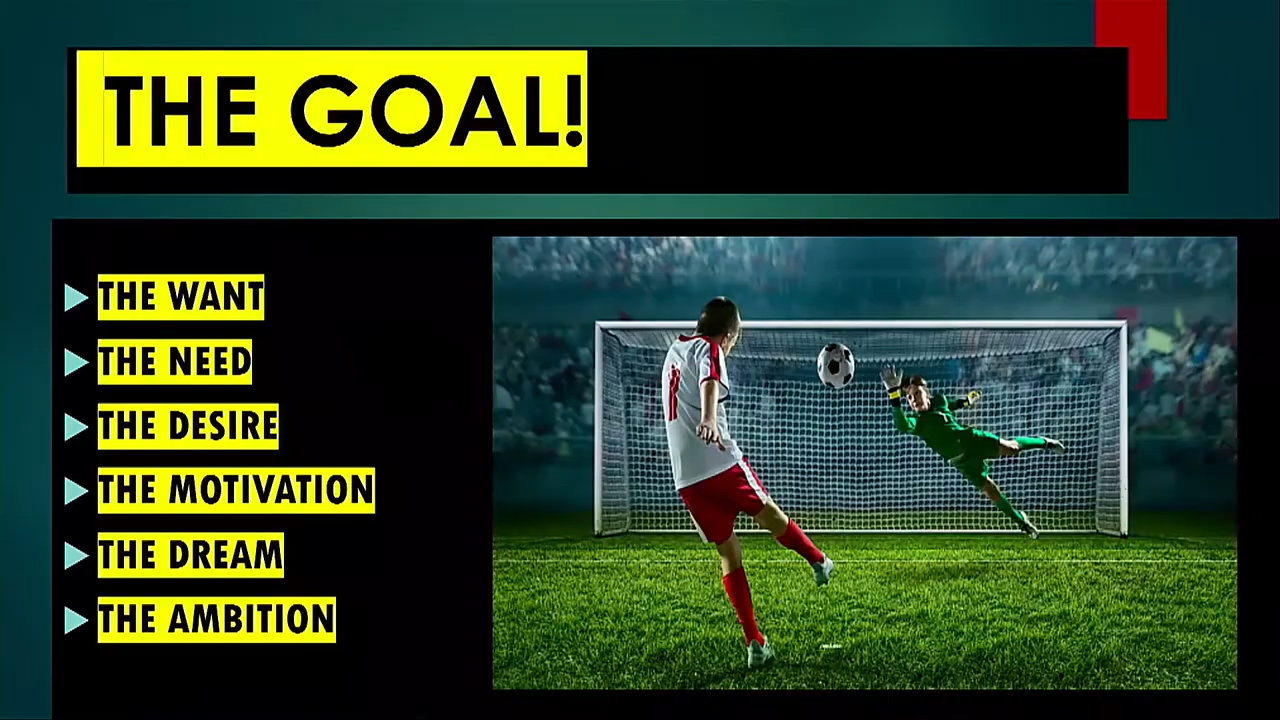 THE GOAL!
THE WANT
THE NEED
THE DESIRE
THE MOTIVATION
THE DREAM
THE AMBITION